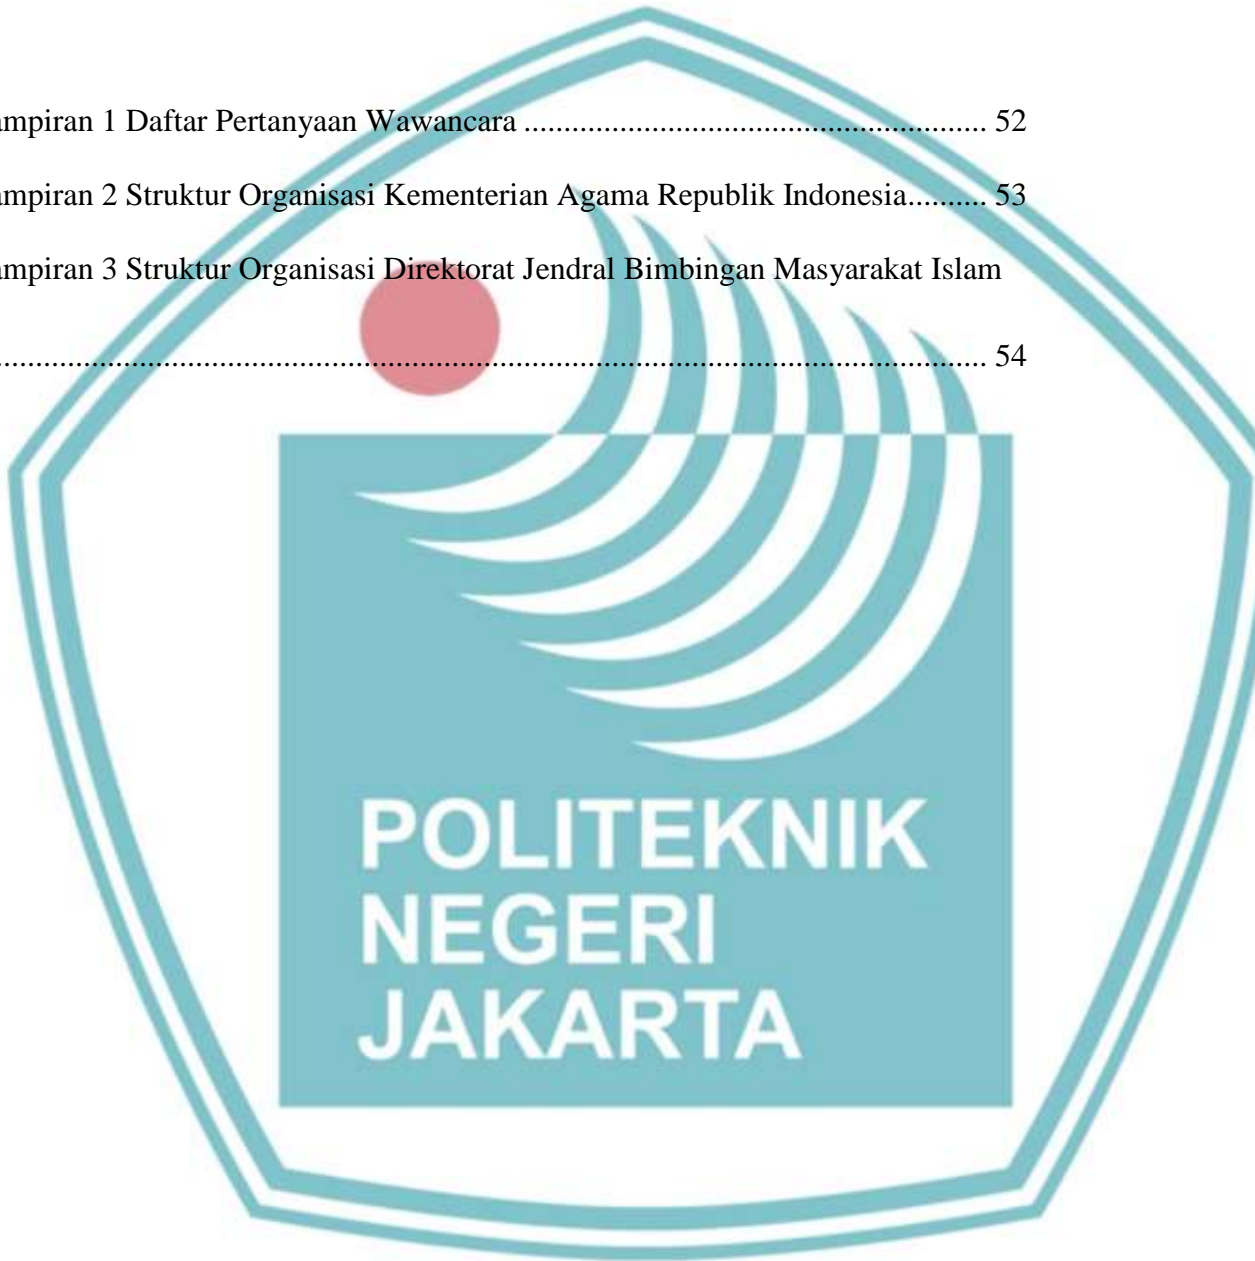 ampiran 1 Daftar Pertanyaan Wawancara .......................................................... 52
ampiran 2 Struktur Organisasi Kementerian Agama Republik Indonesia.......... 53
ampiran 3 Struktur Organisasi Direktorat Jendral Bimbingan Masyarakat Islam
............................................................................................................................ 54
POLITEKNIK
NEGERI
JAKARTA